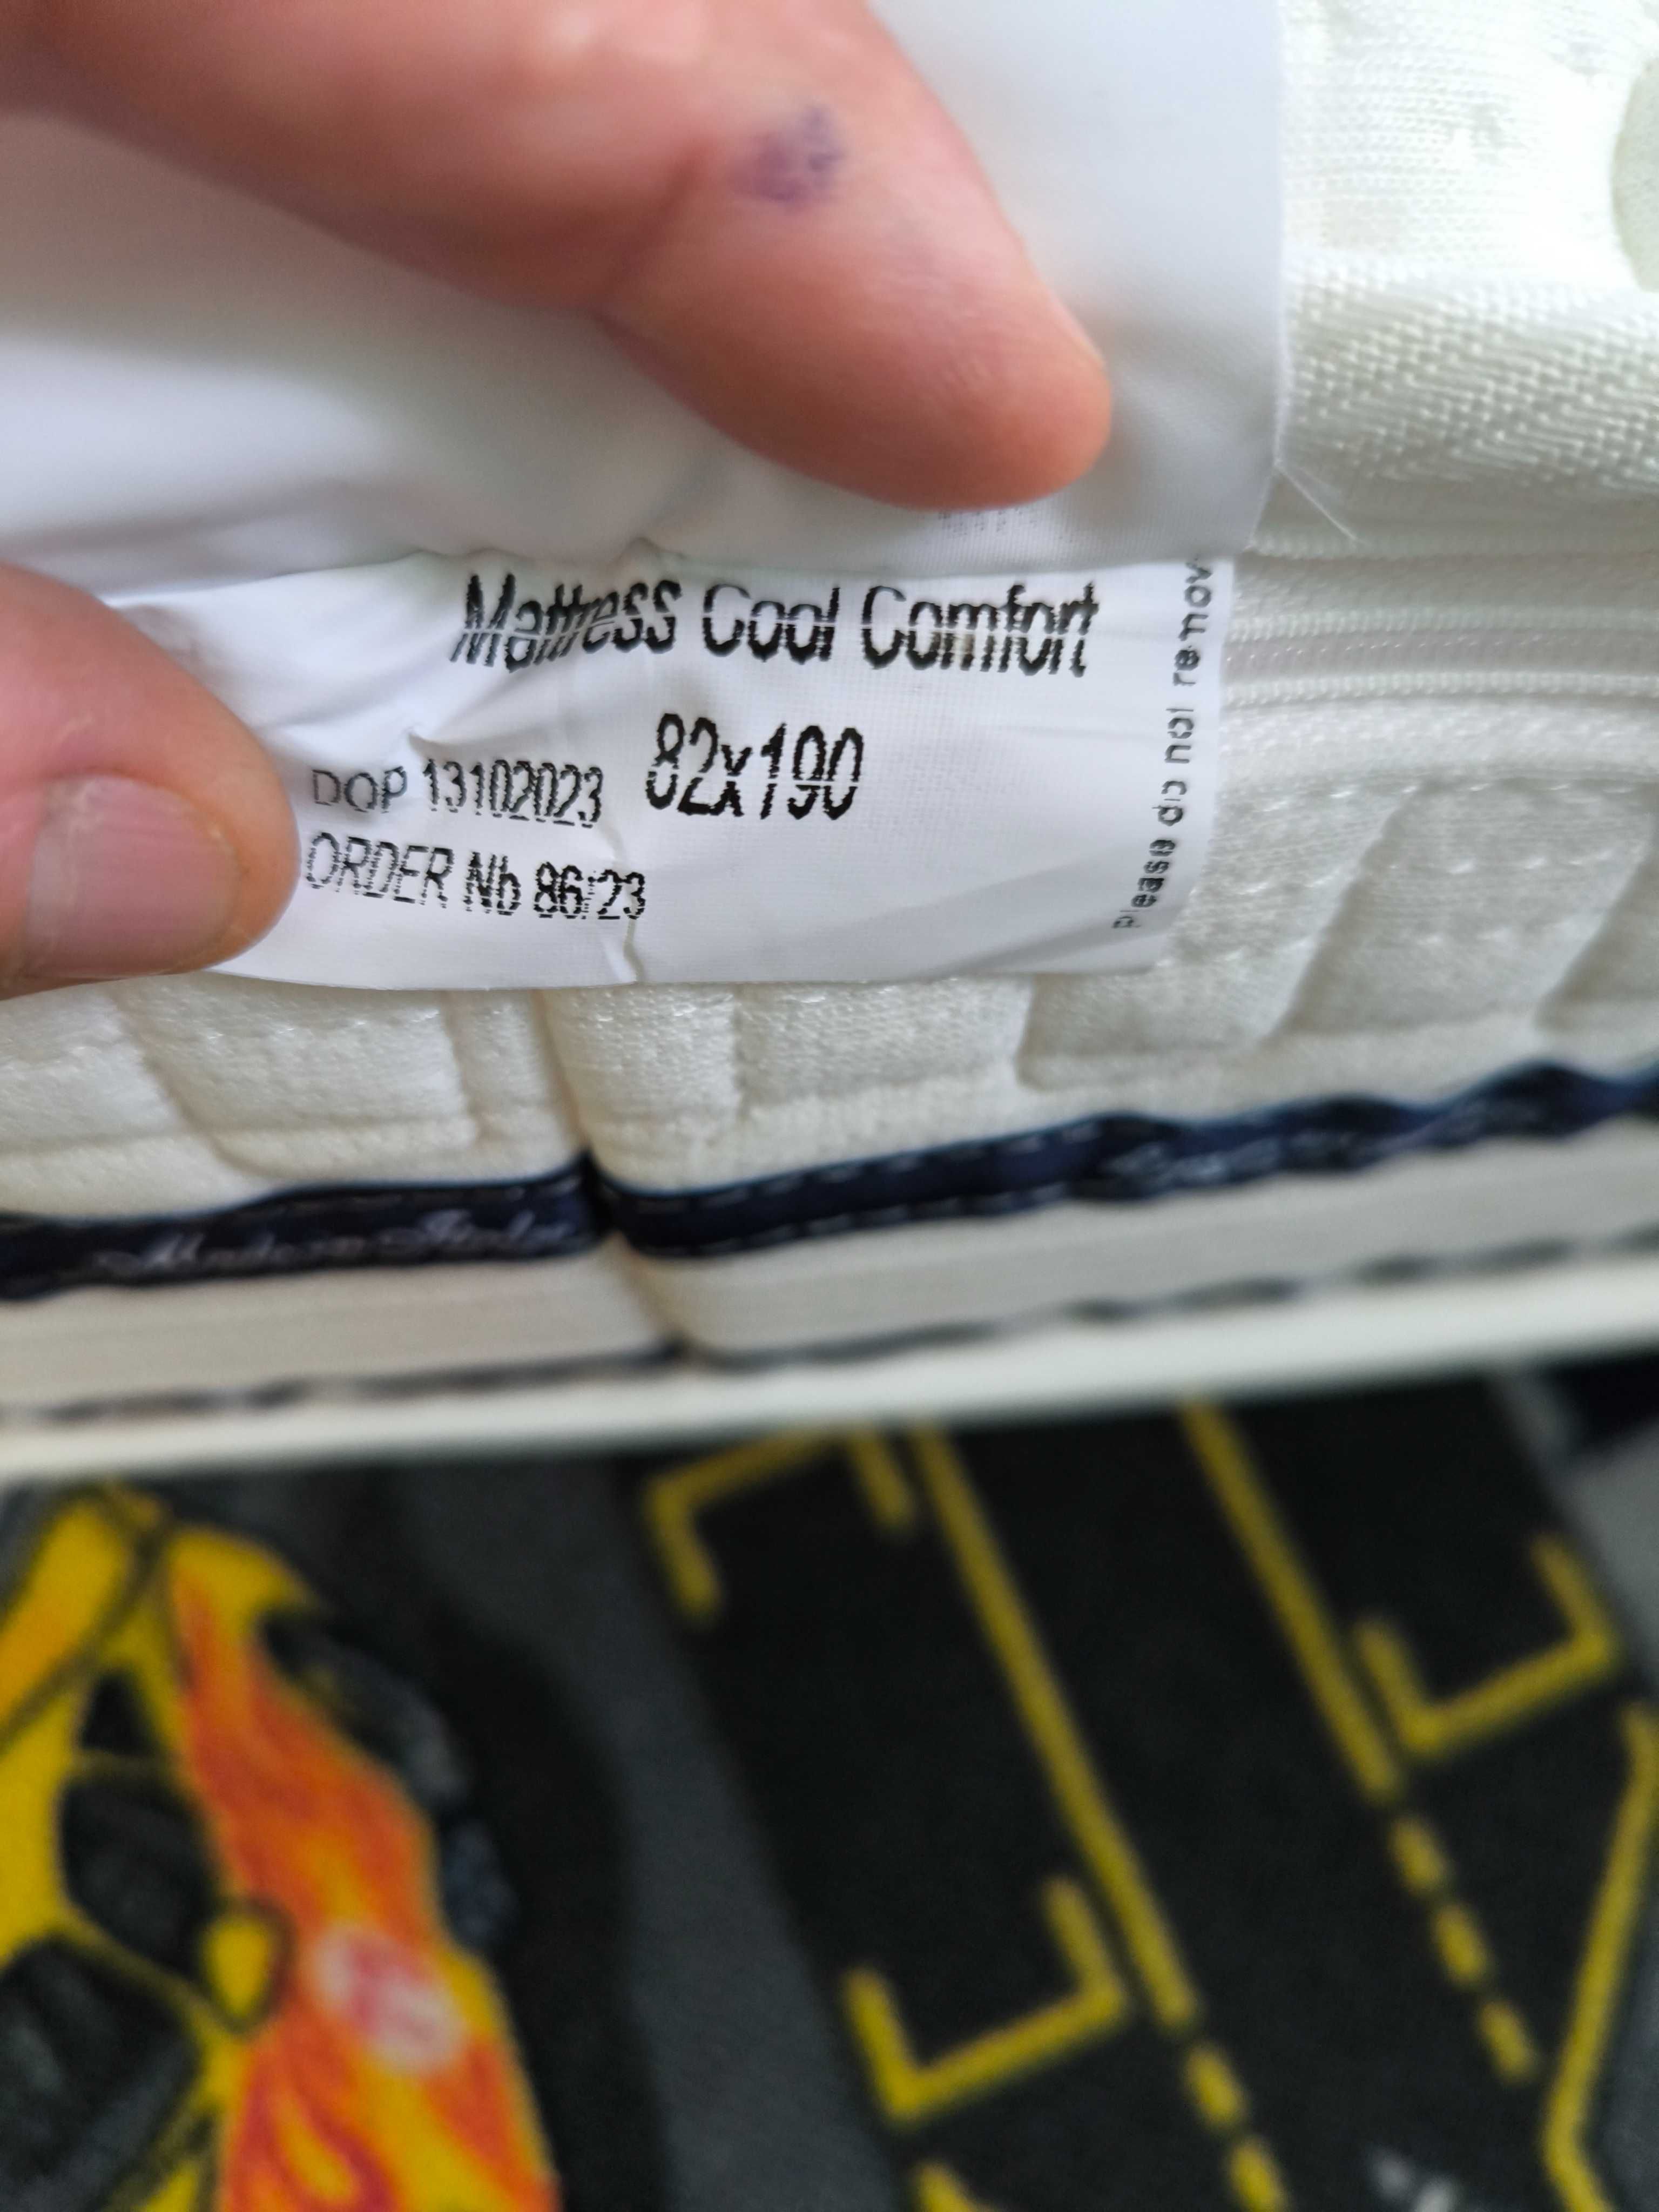 Mattress Cool Comfort
82x190
DOP 13102023
ORDER Nb 86/23
Please do not remov